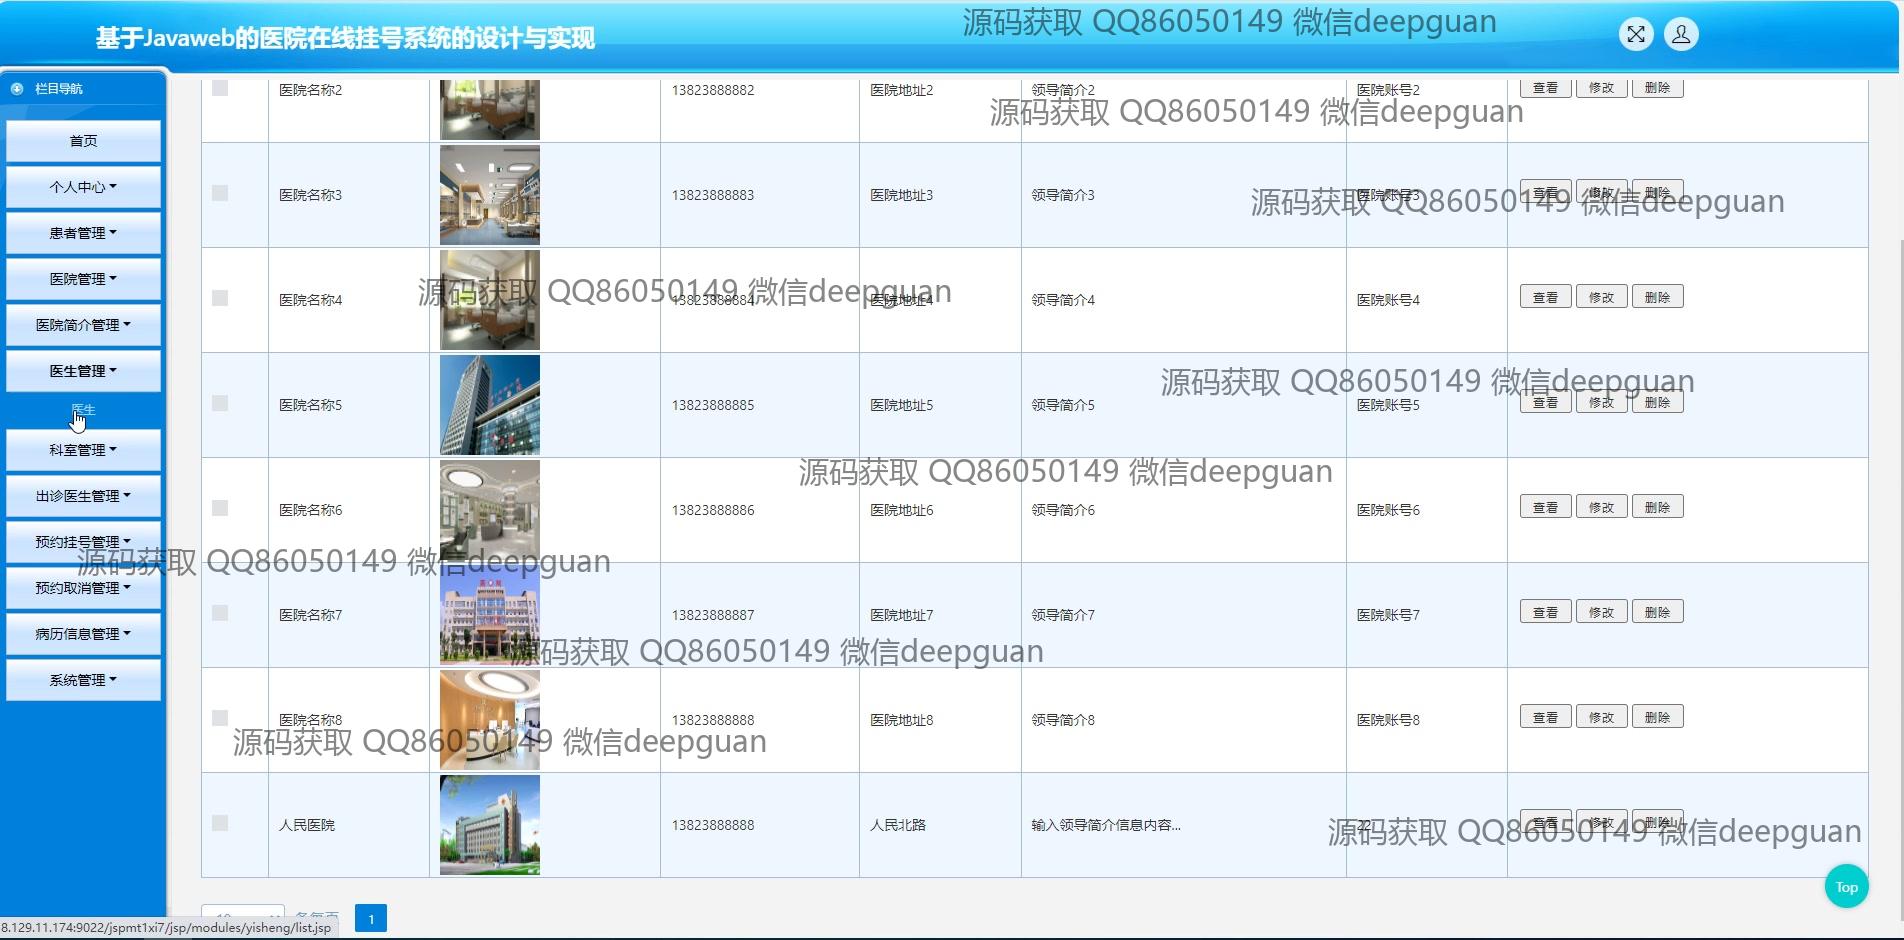 基于Javaweb的医院在线挂号系统的设计与实现
源码获取 QQ86050149 微信deepguan
栏目导航
首页
个人中心
患者管理
医院管理
医院简介管理
医生管理
医生
科室管理
出诊医生管理
预约挂号管理
预约取消管理
病历信息管理
系统管理
医院名称2 13823888882 医院地址2 领导简介2 医院账号2 查看 修改 删除
源码获取 QQ86050149 微信deepguan
医院名称3 13823888883 医院地址3 领导简介3 医院账号3 查看 修改 删除
源码获取 QQ86050149 微信deepguan
医院名称4 13823888884 医院地址4 领导简介4 医院账号4 查看 修改 删除
源码获取 QQ86050149 微信deepguan
源码获取 QQ86050149 微信deepguan
医院名称5 13823888885 医院地址5 领导简介5 医院账号5 查看 修改 删除
源码获取 QQ86050149 微信deepguan
医院名称6 13823888886 医院地址6 领导简介6 医院账号6 查看 修改 删除
源码获取 QQ86050149 微信deepguan
医院名称7 13823888887 医院地址7 领导简介7 医院账号7 查看 修改 删除
源码获取 QQ86050149 微信deepguan
医院名称8 13823888888 医院地址8 领导简介8 医院账号8 查看 修改 删除
源码获取 QQ86050149 微信deepguan
人民医院 13823888888 人民北路 输入领导简介信息内容... 22 查看 修改 删除
源码获取 QQ86050149 微信deepguan
Top
10 条每页 1
8.129.11.174:9022/jspmt1xi7/jsp/modules/yisheng/list.jsp